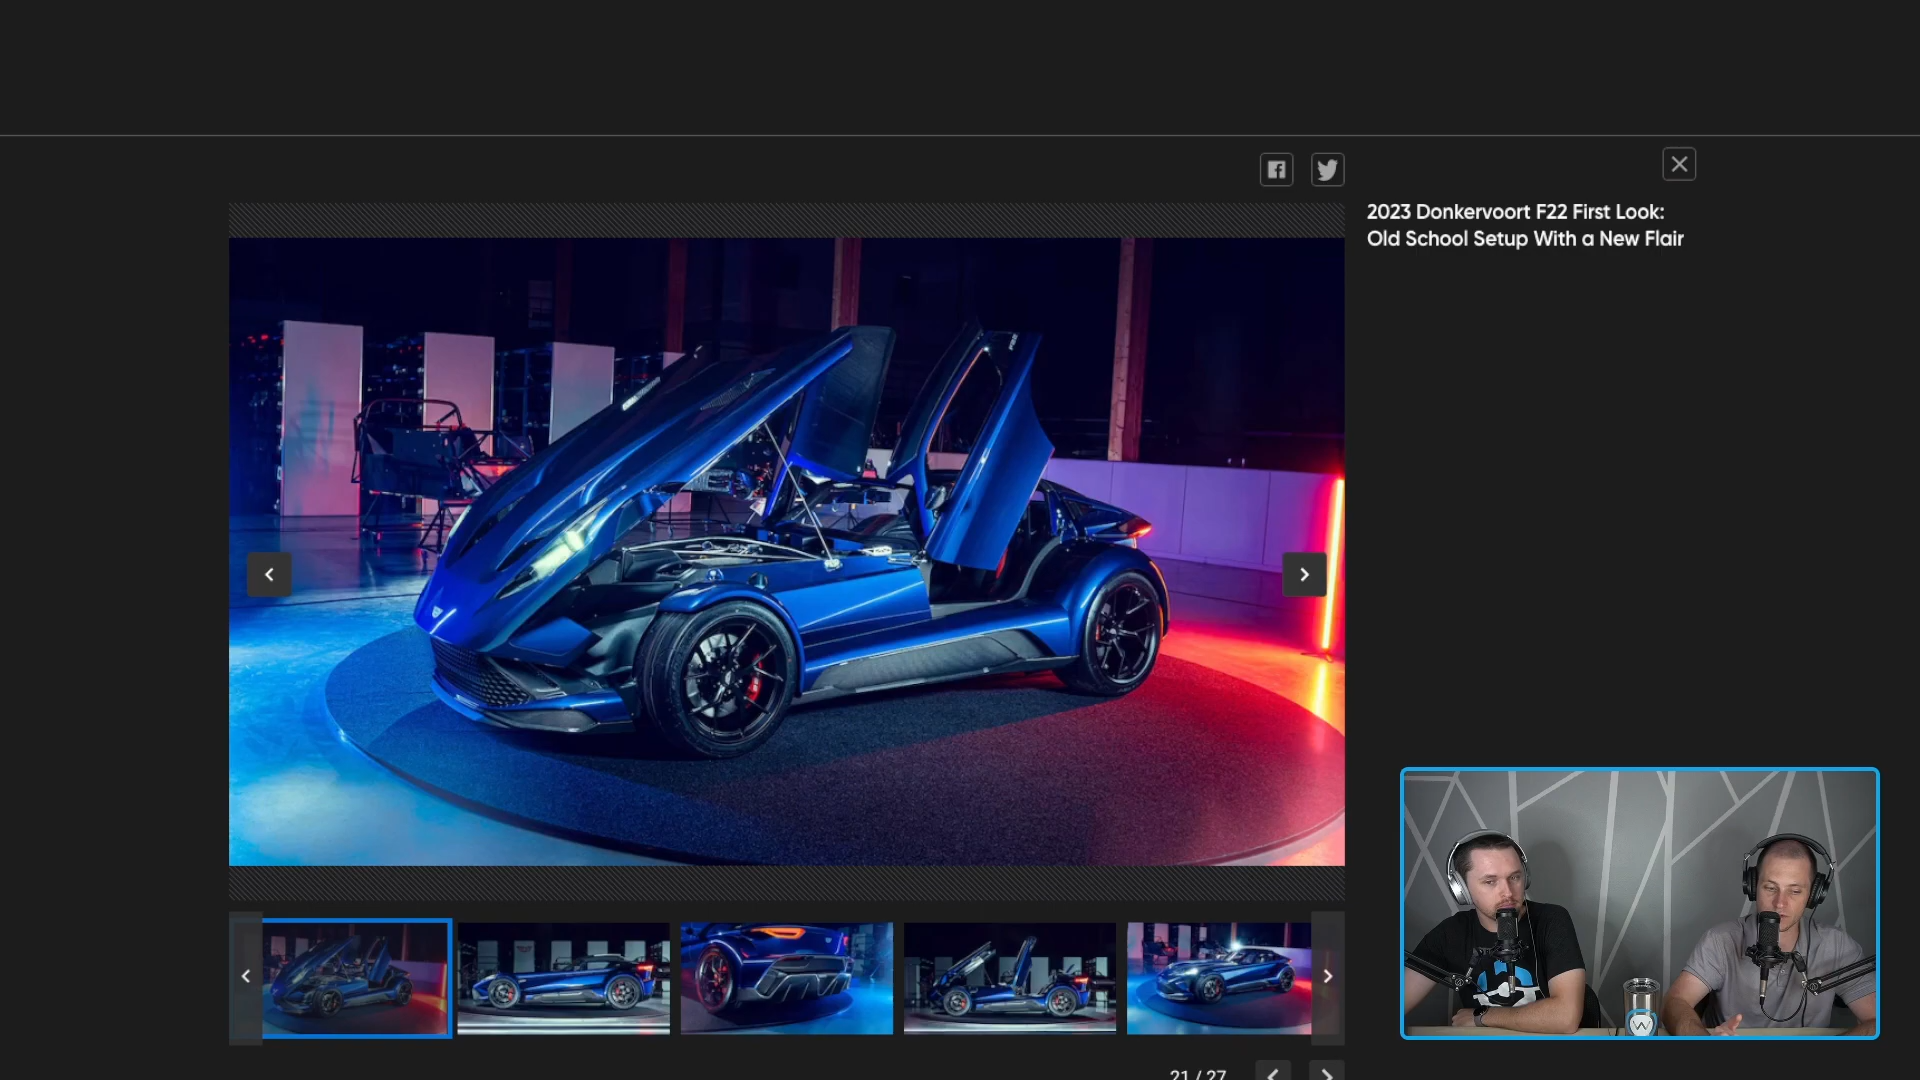 2023 Donkervoort F22 First Look:
Old School Setup With a New Flair
21 / 27